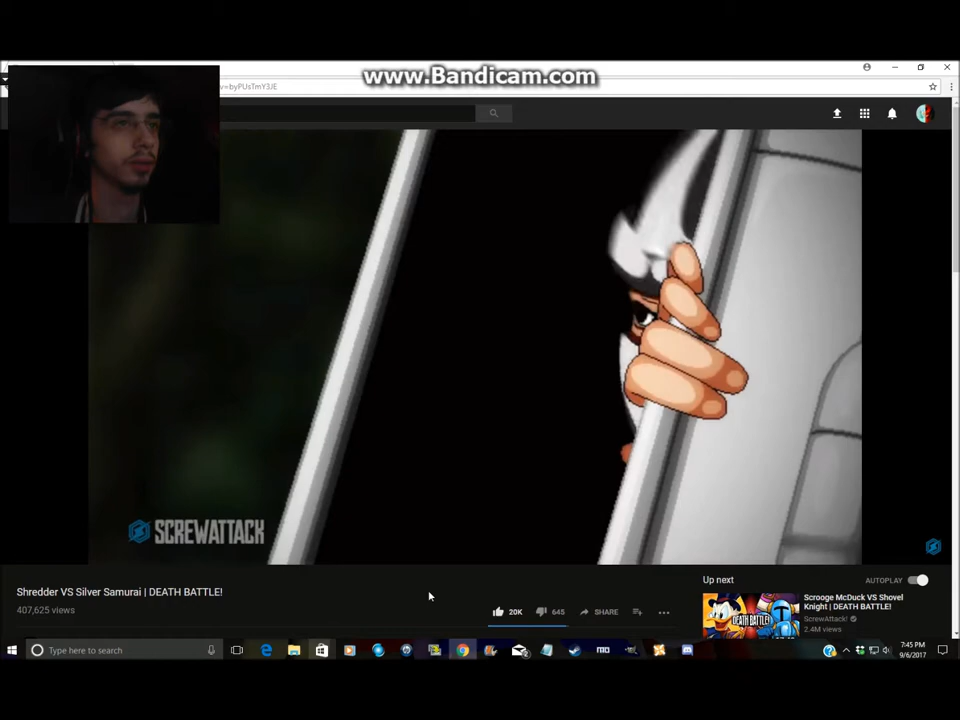 www.Bandicam.com
v=byPUsTmY3JE
SCREWATTACK
Shredder VS Silver Samurai | DEATH BATTLE!
407,625 views
20K
645
SHARE
Up next
AUTOPLAY
DEATH BATTLE!
Scrooge McDuck VS Shovel
Knight | DEATH BATTLE!
ScrewAttack!
2.4M views
Type here to search
7:45 PM
9/6/2017